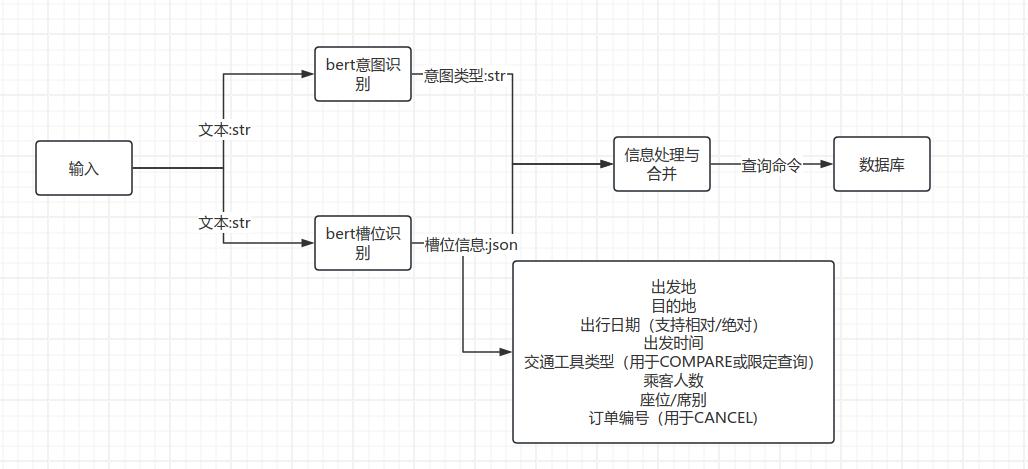 bert意图识
别
意图类型:str
文本:str
输入
信息处理与
合并
查询命令
数据库
文本:str
bert槽位识
别
槽位信息:json
出发地
目的地
出行日期（支持相对/绝对）
出发时间
交通工具类型（用于COMPARE或限定查询）
乘客人数
座位/席别
订单编号（用于CANCEL）